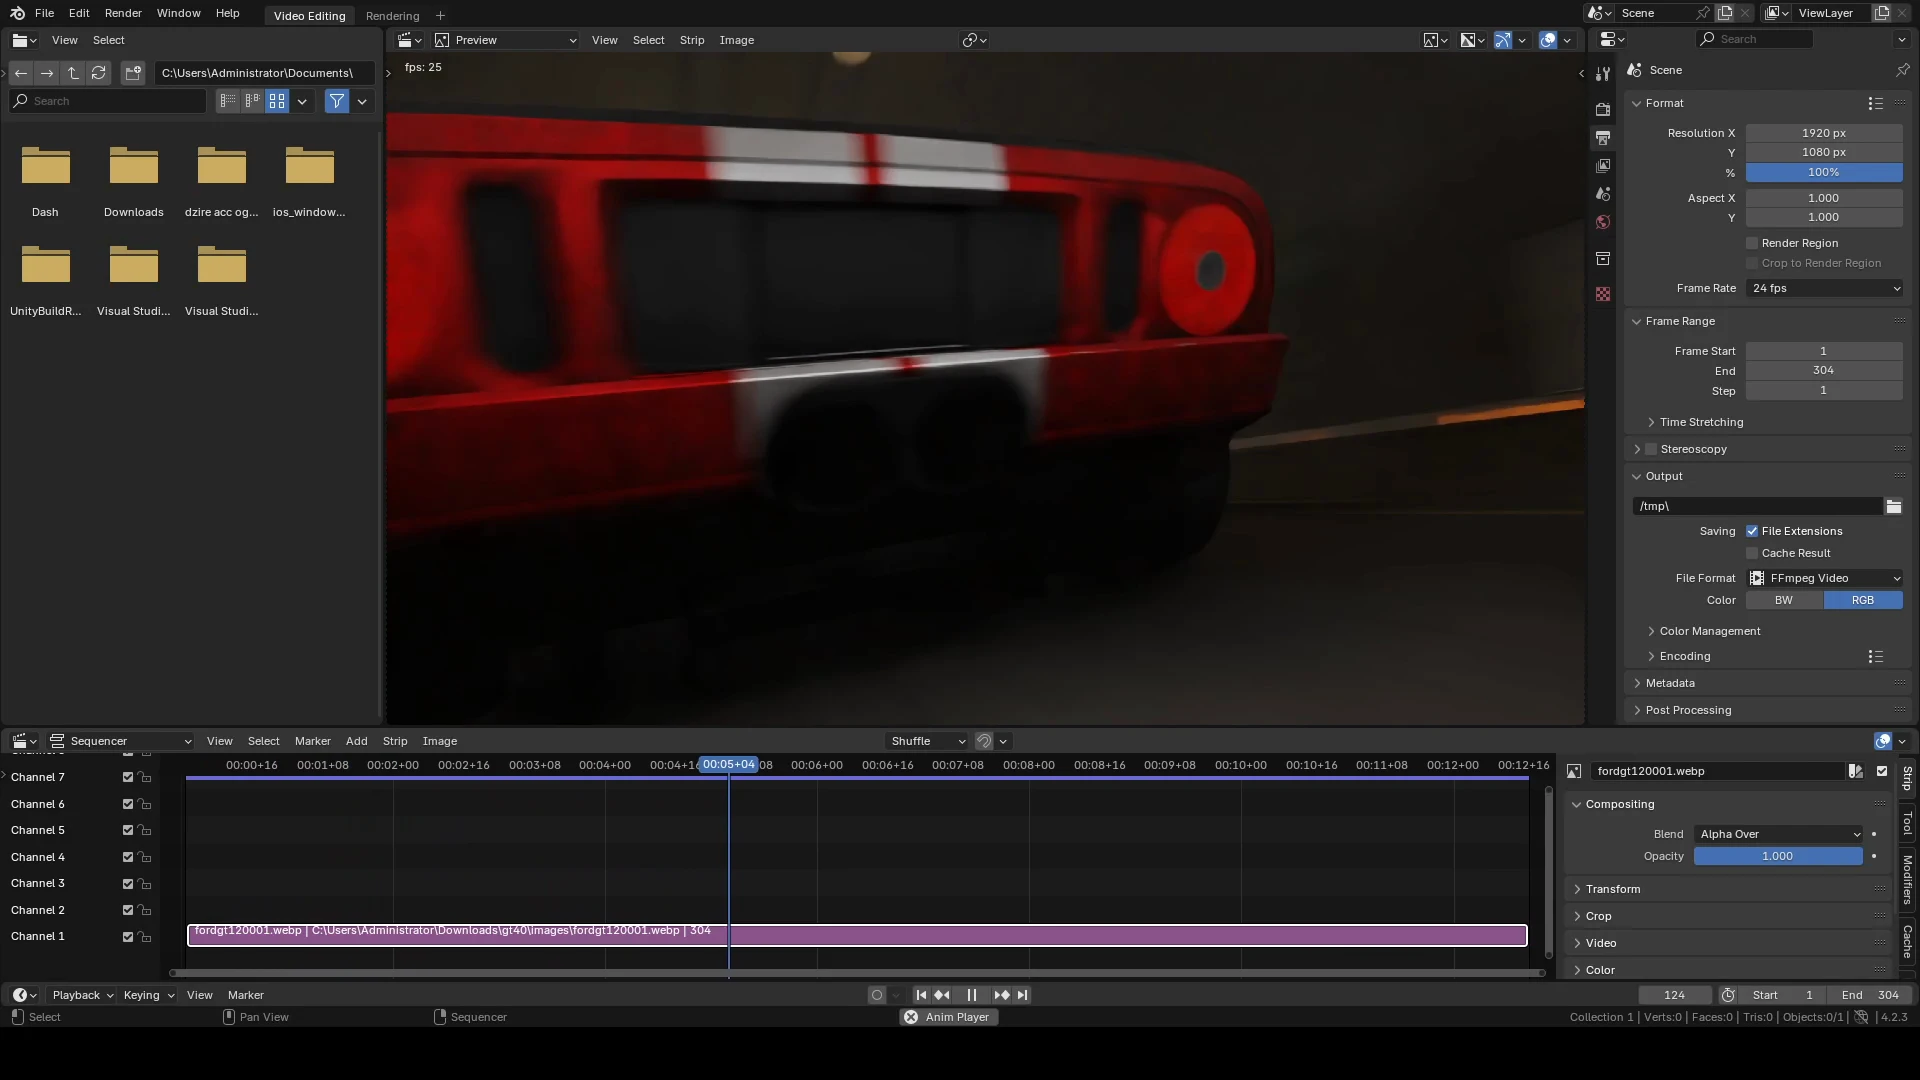 File Edit Render Window Help Video Editing Rendering + Scene ViewLayer
View Select
Preview View Select Strip Image
Search
C:\Users\Administrator\Documents\
fps: 25
Scene
Search
Dash Downloads dzire acc og... ios_window...
UnityBuildR... Visual Studi... Visual Studi...
Format
Resolution X 1920 px
Y 1080 px
% 100%
Aspect X 1.000
Y 1.000
Render Region
Crop to Render Region
Frame Rate 24 fps
Frame Range
Frame Start 1
End 304
Step 1
Time Stretching
Stereoscopy
Output
/tmp\
Saving File Extensions
Cache Result
File Format FFmpeg Video
Color BW RGB
Color Management
Encoding
Metadata
Post Processing
Sequencer View Select Marker Add Strip Image Shuffle
00:00+16 00:01+08 00:02+00 00:02+16 00:03+08 00:04+00 00:04+16 00:05+04 08 00:06+00 00:06+16 00:07+08 00:08+00 00:08+16 00:09+08 00:10+00 00:10+16 00:11+08 00:12+00 00:12+16
Channel 7
Channel 6
Channel 5
Channel 4
Channel 3
Channel 2
Channel 1
fordgt120001.webp | C:\Users\Administrator\Downloads\gt40\images\fordgt120001.webp | 304
fordgt120001.webp
Compositing
Blend Alpha Over
Opacity 1.000
Transform
Crop
Video
Color
Strip
Tool
Modifiers
Cache
Playback Keying View Marker 124 Start 1 End 304
Select Pan View Sequencer Anim Player Collection 1 | Verts:0 | Faces:0 | Tris:0 | Objects:0/1 | 4.2.3